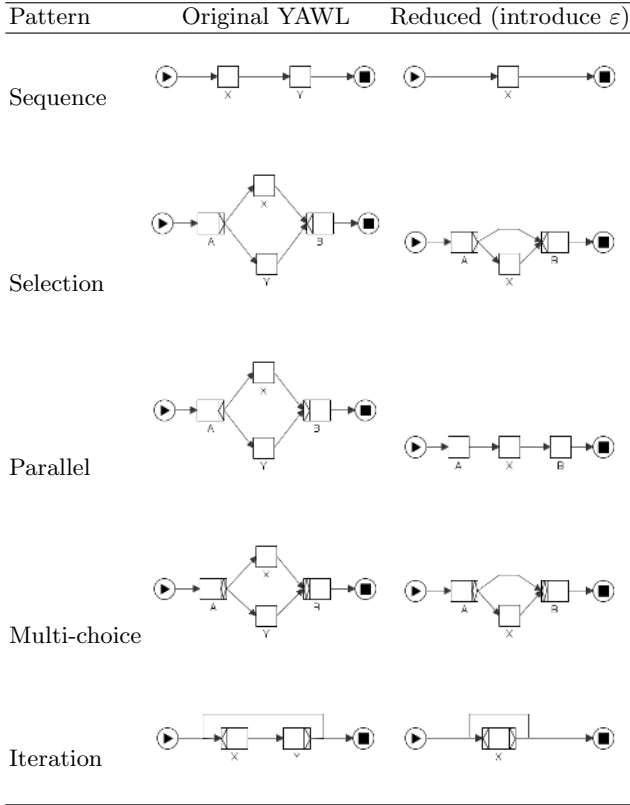 Pattern Original YAWL Reduced (introduce ε)
X Y X
Sequence
X
A B
Y
A B
X
Selection
X
A B
Y
A X B
Parallel
X
A B
Y
A B
X
Multi-choice
X Y X
Iteration